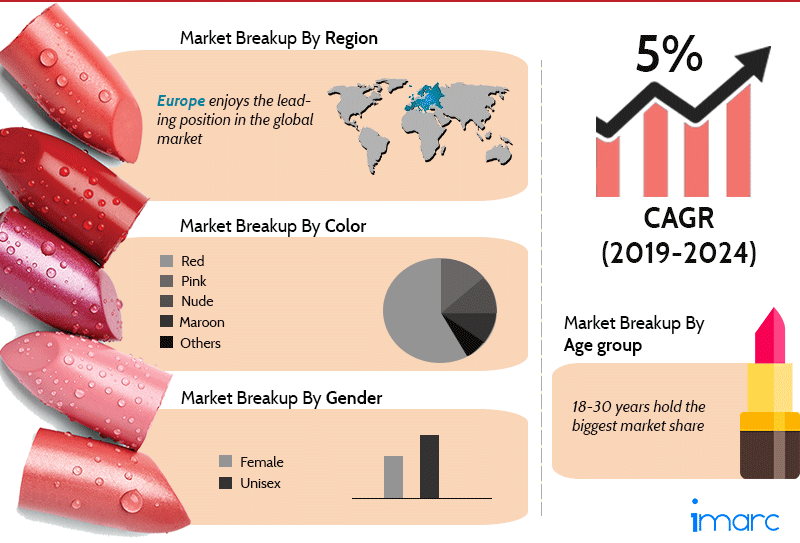 Market Breakup By Region
Europe enjoys the lead-
ing position in the global
market
Market Breakup By Color
Red
Pink
Nude
Maroon
Others
Market Breakup By Gender
Female
Unisex
5%
CAGR
(2019-2024)
Market Breakup By
Age group
18-30 years hold the
biggest market share
imarc